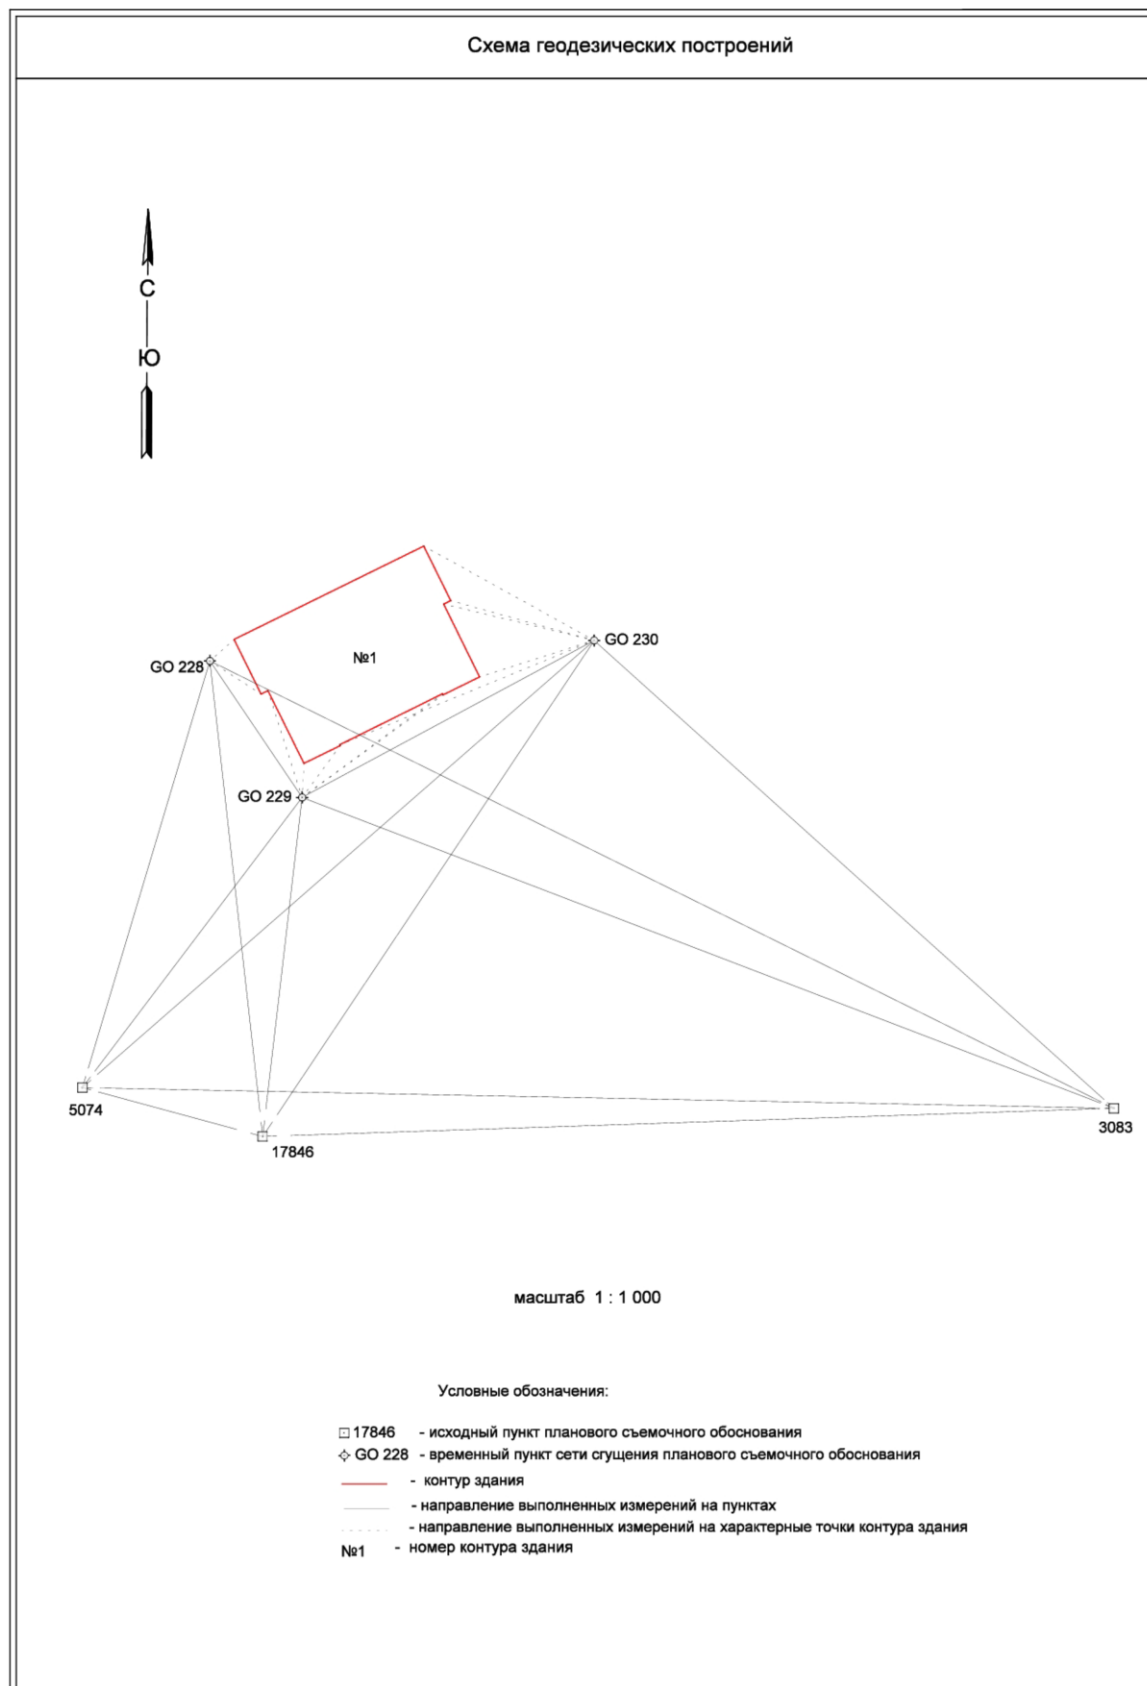 Схема геодезических построений
С
Ю
№1
GO 230
GO 228
GO 229
5074
17846
3083
масштаб 1 : 1 000
Условные обозначения:
17846 - исходный пункт планового съемочного обоснования
GO 228 - временный пункт сети сгущения планового съемочного обоснования
- контур здания
- направление выполненных измерений на пунктах
- направление выполненных измерений на характерные точки контура здания
№1 - номер контура здания